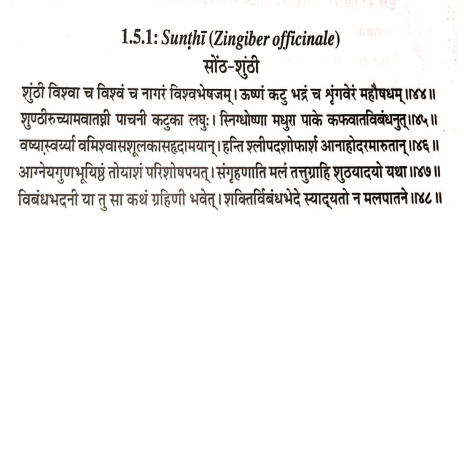 1.5.1: Sunṭhī (Zingiber officinale)
सोंठ-शुंठी
शुंठी विश्वा च विश्वं च नागरं विश्वभेषजम्। ऊष्णं कटु भद्रं च शृंगवेरं महौषधम्॥४४॥
शुण्ठीरुच्यामवातघ्नी पाचनी कटुका लघुः। स्निग्धोष्णा मधुरा पाके कफवातविबंधनुत्॥४५॥
वष्यास्वर्य्या वमिश्वासशूलकासहृदामयान्। हन्ति श्लीपदशोफार्श आनाहोदरमारुतान्॥४६॥
आग्नेयगुणभूयिष्ठं तोयाशं परिशोषपयत्। संगृहणाति मलं तत्तुग्राहि शुठयादयो यथा॥४७॥
विबंधभदनी या तु सा कथं ग्रहिणी भवेत्। शक्तिर्विबंधभेदे स्याद्यतो न मलपातने॥४८॥